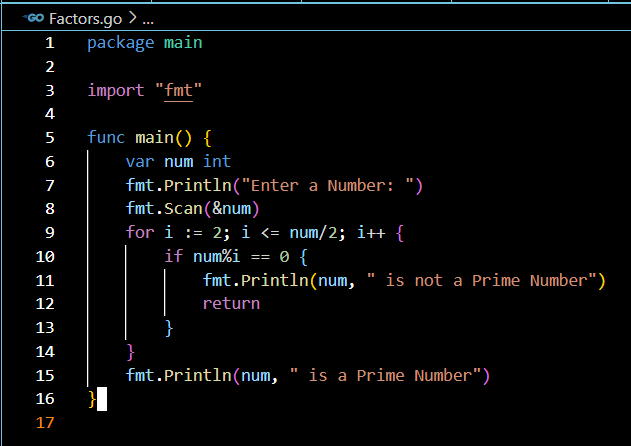 GO Factors.go > ...
1 package main
2
3 import "fmt"
4
5 func main() {
6     var num int
7     fmt.Println("Enter a Number: ")
8     fmt.Scan(&num)
9     for i := 2; i <= num/2; i++ {
10         if num%i == 0 {
11             fmt.Println(num, " is not a Prime Number")
12             return
13         }
14     }
15     fmt.Println(num, " is a Prime Number")
16 }
17